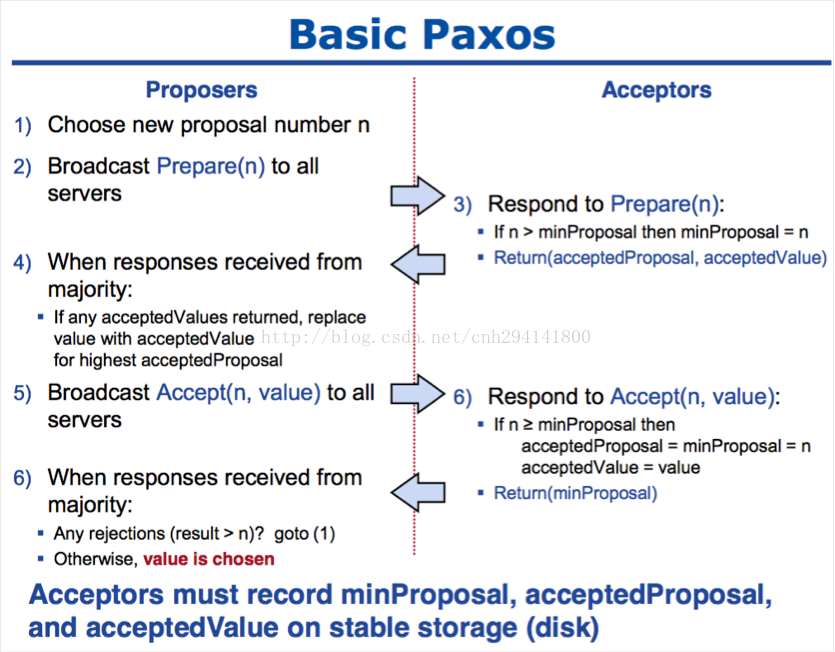 Basic Paxos
Proposers
Acceptors
1) Choose new proposal number n
2) Broadcast Prepare(n) to all
servers
3) Respond to Prepare(n):
▪ If n > minProposal then minProposal = n
▪ Return(acceptedProposal, acceptedValue)
4) When responses received from
majority:
▪ If any acceptedValues returned, replace
value with acceptedValue
for highest acceptedProposal
http://blog.csdn.net/cnh294141800
5) Broadcast Accept(n, value) to all
servers
6) Respond to Accept(n, value):
▪ If n ≥ minProposal then
acceptedProposal = minProposal = n
acceptedValue = value
▪ Return(minProposal)
6) When responses received from
majority:
▪ Any rejections (result > n)? goto (1)
▪ Otherwise, value is chosen
Acceptors must record minProposal, acceptedProposal,
and acceptedValue on stable storage (disk)